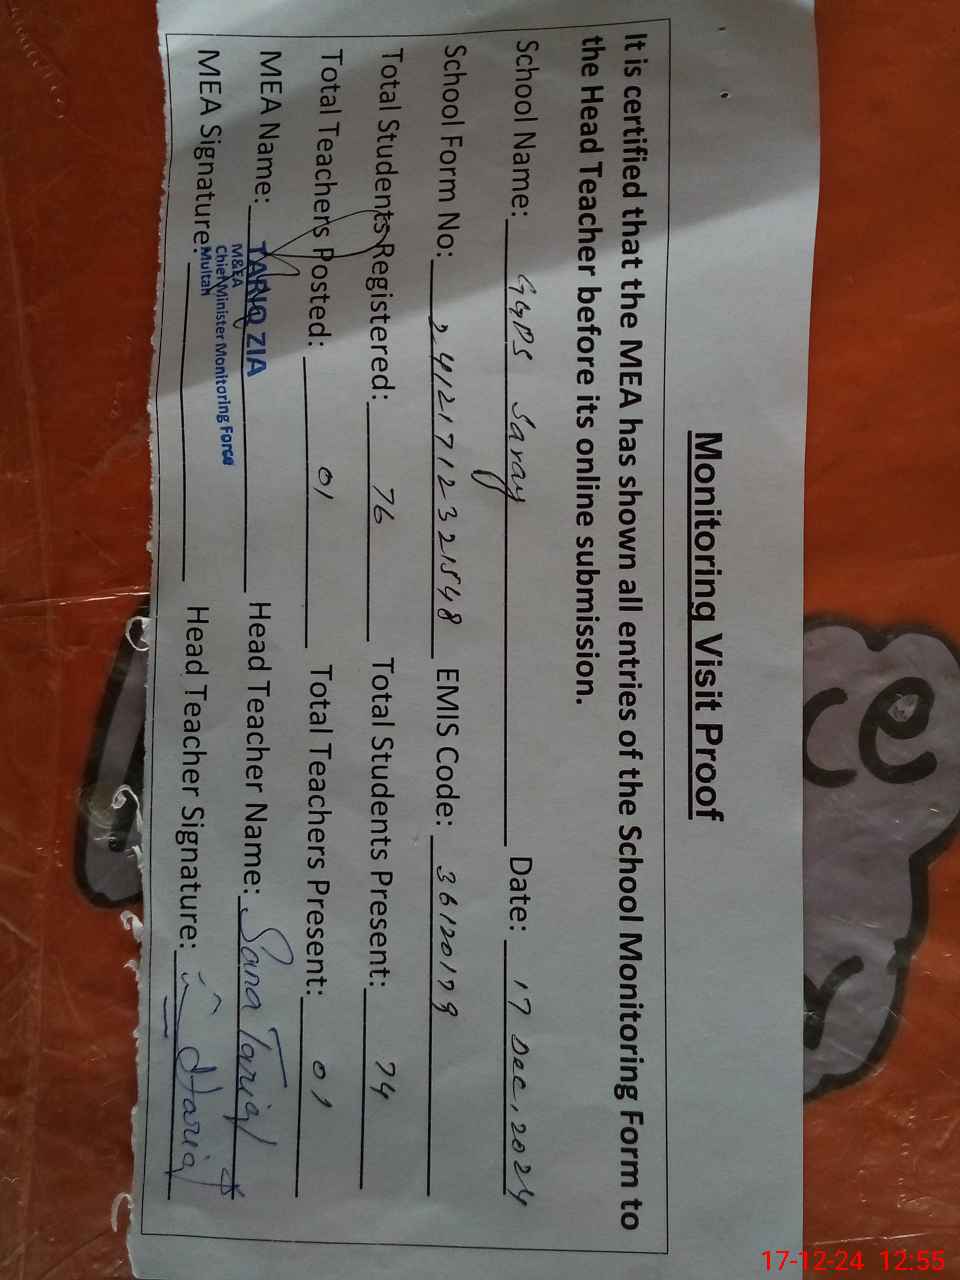 Monitoring Visit Proof
It is certified that the MEA has shown all entries of the School Monitoring Form to
the Head Teacher before its online submission.
School Name: GGPS Saray Date: 17 Dec, 2024
School Form No: 24121712321548 EMIS Code: 36120179
Total Students Registered: 76 Total Students Present: 74
Total Teachers Posted: 01 Total Teachers Present: 01
MEA Name: TARIQ ZIA Head Teacher Name: Sana Tariq
M&EA
Chief Minister Monitoring Force
Multan
MEA Signature: Head Teacher Signature: Tariq
17-12-24 12:55